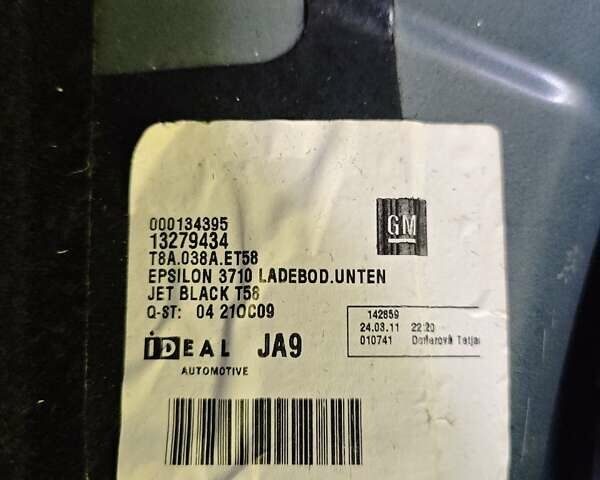 000134395
13279434
T8A.038A.ET58
EPSILON 3710 LADEBOD.UNTEN
JET BLACK T58
Q-ST: 04 21OC09
GM
142859
24.03.11 22:20
010741
IDEAL JA9
AUTOMOTIVE